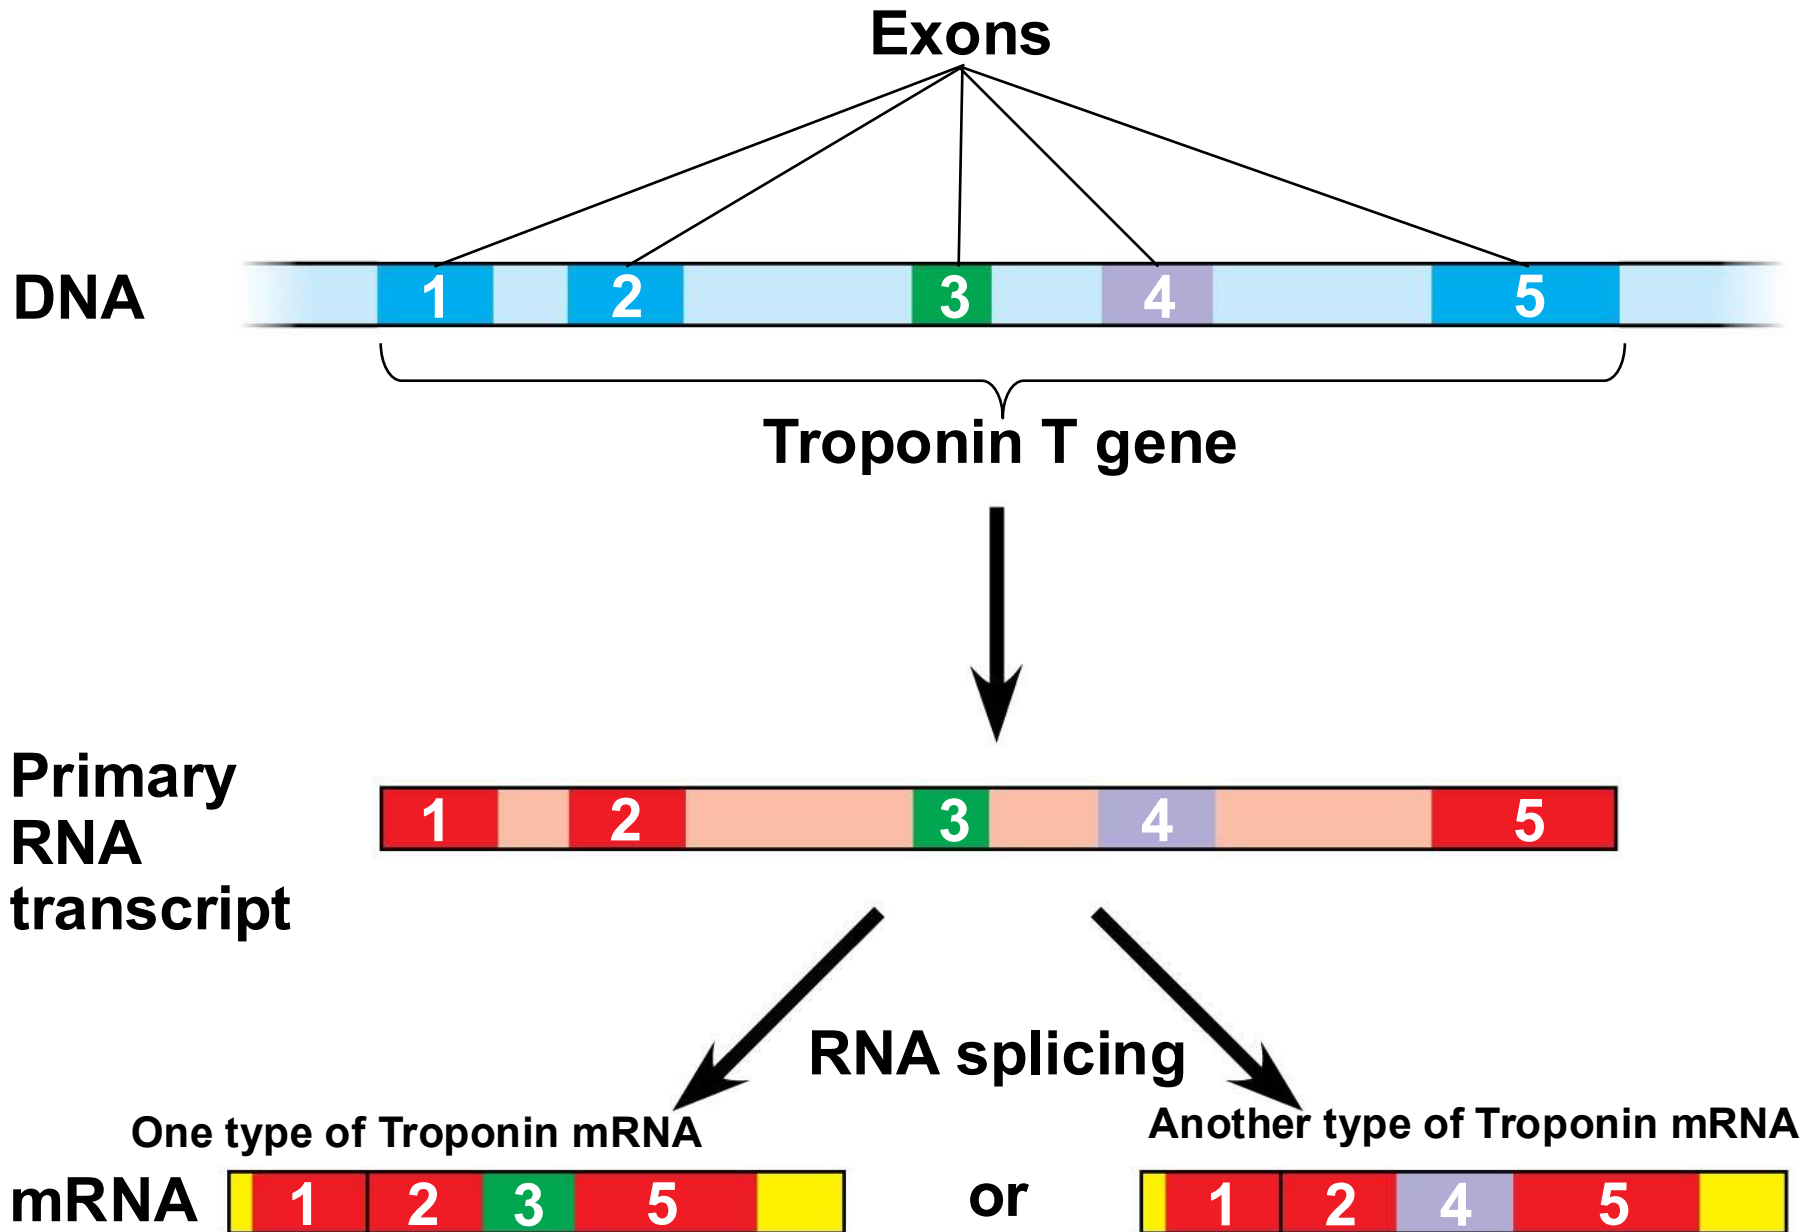 Exons
DNA 1 2 3 4 5
Troponin T gene
Primary
RNA
transcript
1 2 3 4 5
RNA splicing
One type of Troponin mRNA
Another type of Troponin mRNA
mRNA 1 2 3 5 or 1 2 4 5